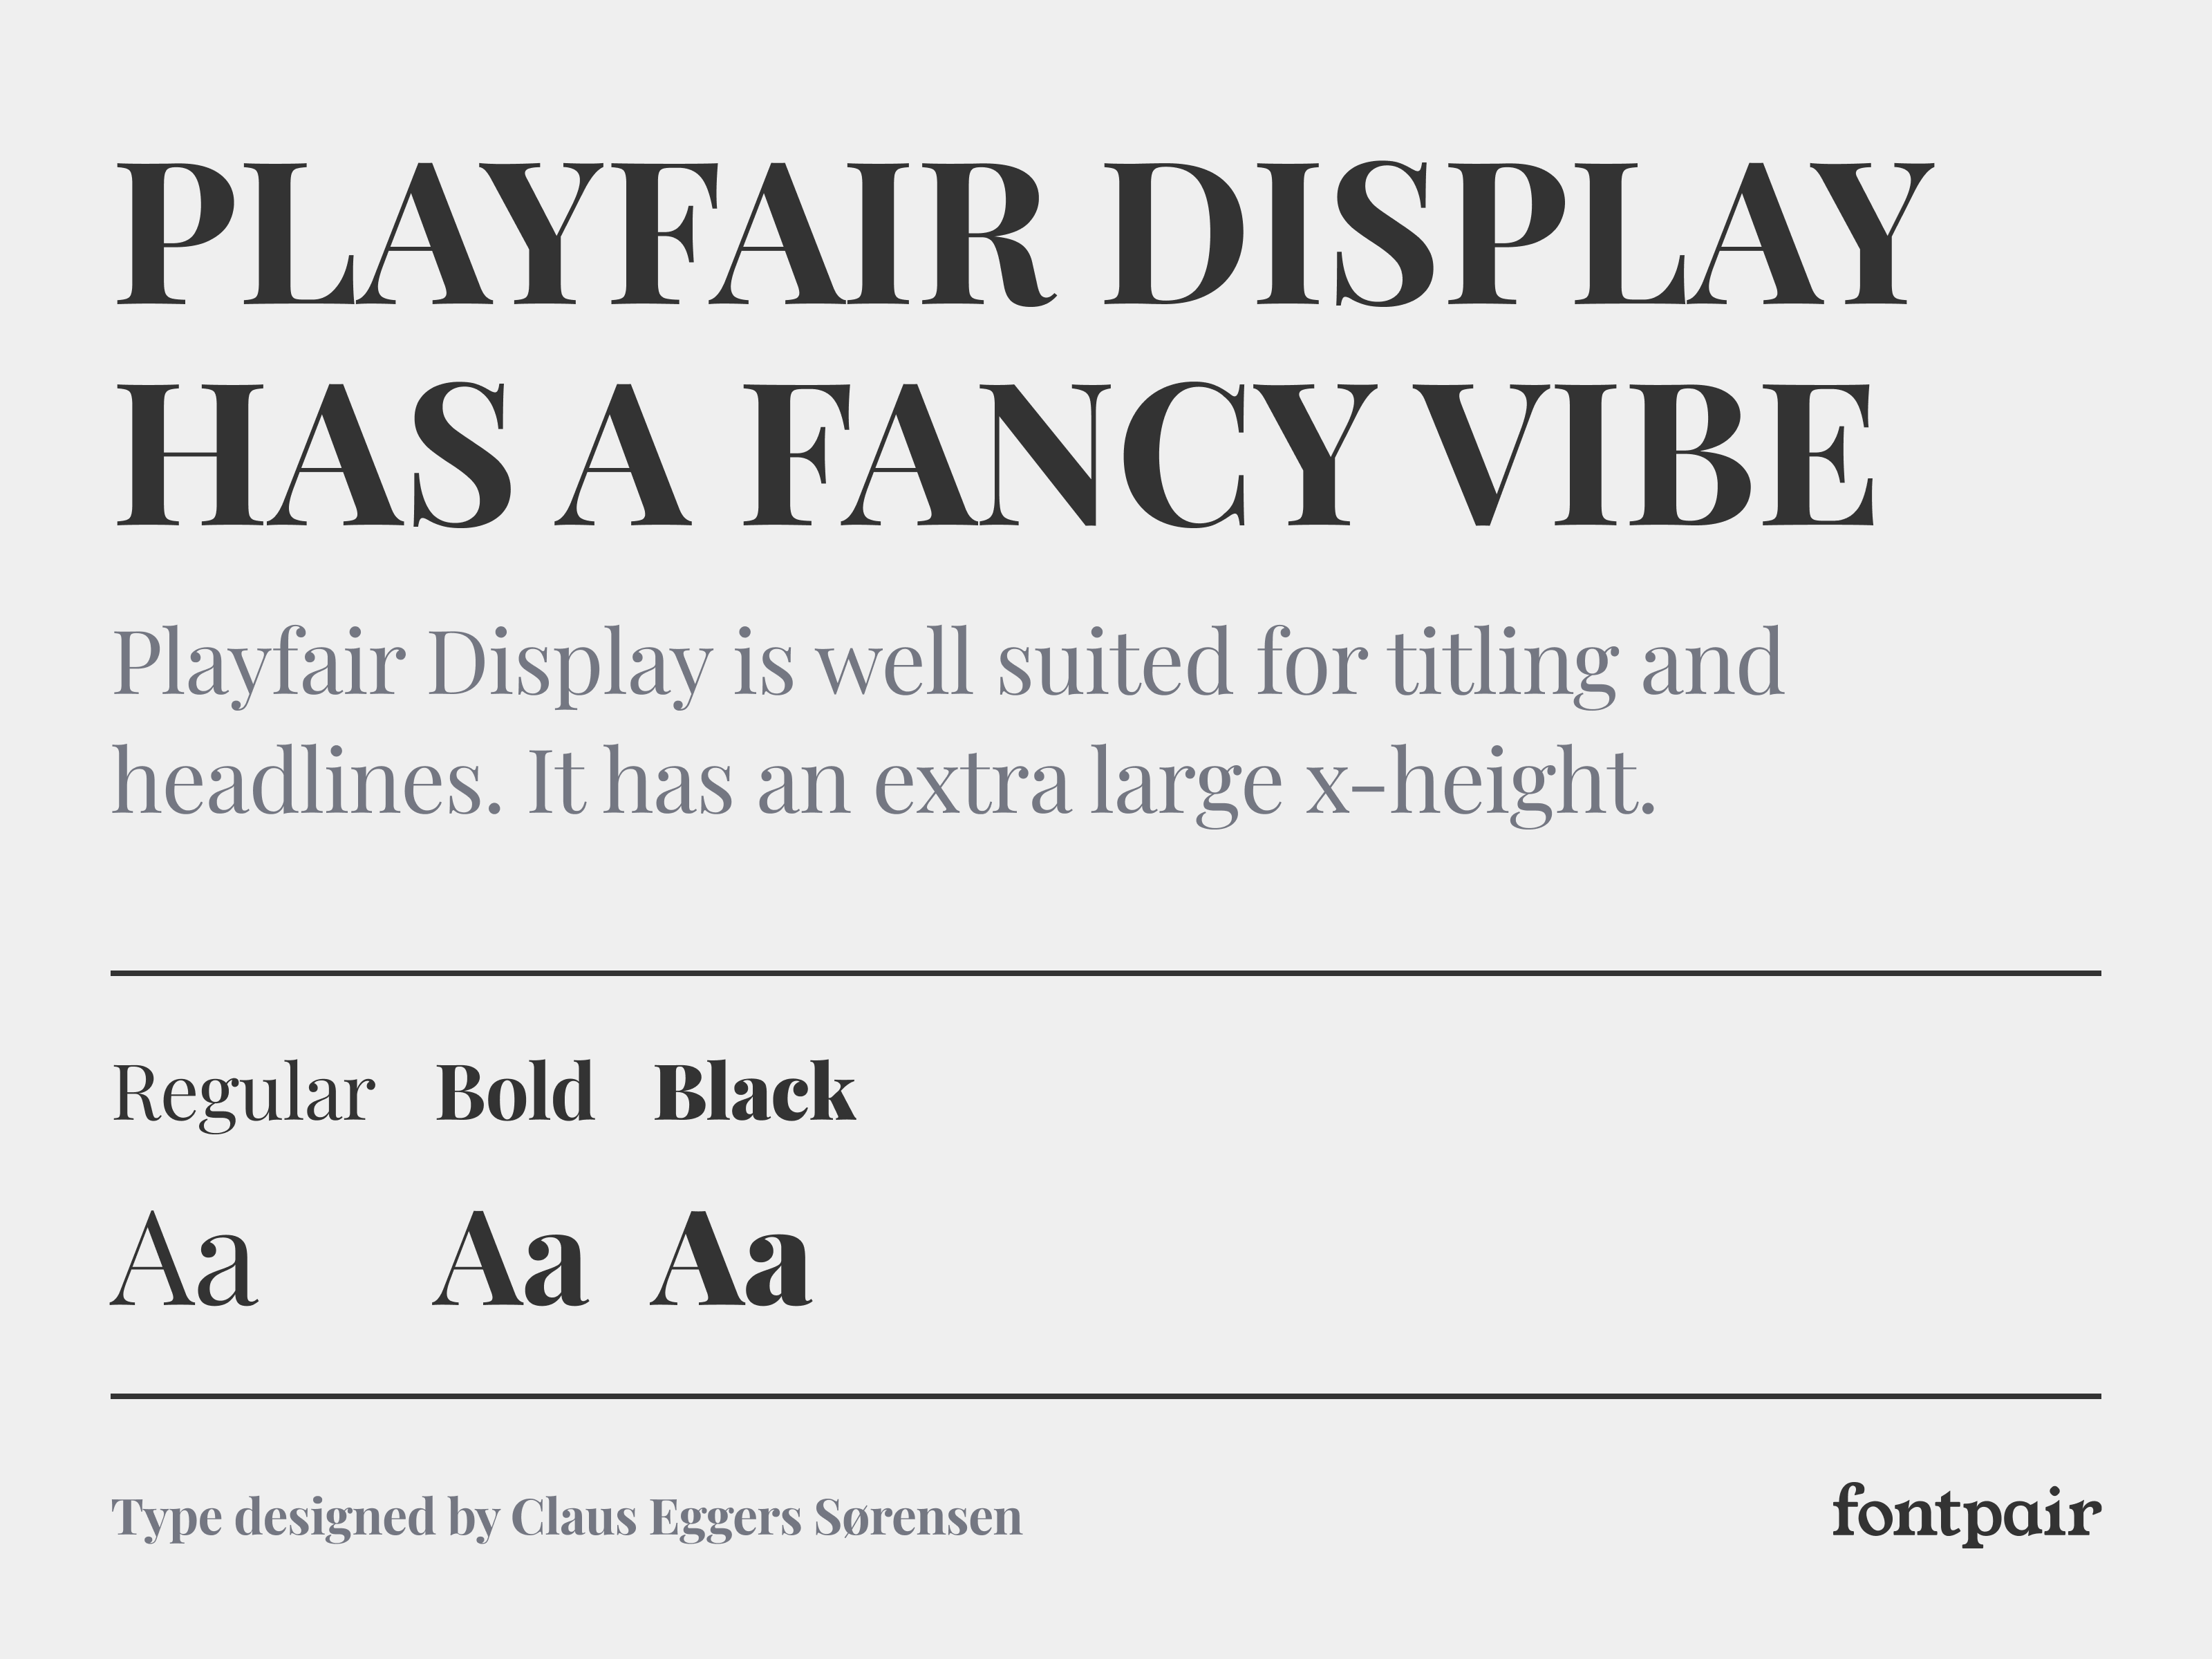 PLAYFAIR DISPLAY
HAS A FANCY VIBE
Playfair Display is well suited for titling and
headlines. It has an extra large x-height.
Regular Bold Black
Aa Aa Aa
Type designed by Claus Eggers Sørensen
fontpair